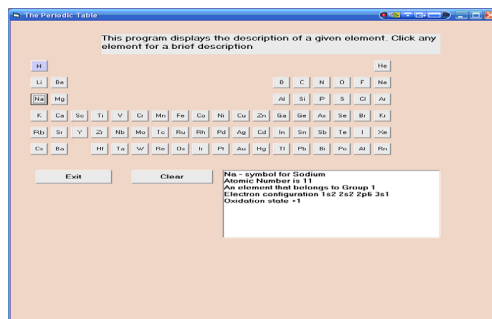 The Periodic Table
This program displays the description of a given element. Click any
element for a brief description
H He
Li Be B C N O F Ne
Na Mg Al Si P S Cl Ar
K Ca Sc Ti V Cr Mn Fe Co Ni Cu Zn Ga Ge As Se Br Kr
Rb Sr Y Zr Nb Mo Tc Ru Rh Pd Ag Cd In Sn Sb Te I Xe
Cs Ba Hf Ta W Re Os Ir Pt Au Hg Tl Pb Bi Po At Rn
Exit Clear
Na - symbol for Sodium
Atomic Number is 11
An element that belongs to Group 1
Electron configuration 1s2 2s2 2p6 3s1
Oxidation state +1